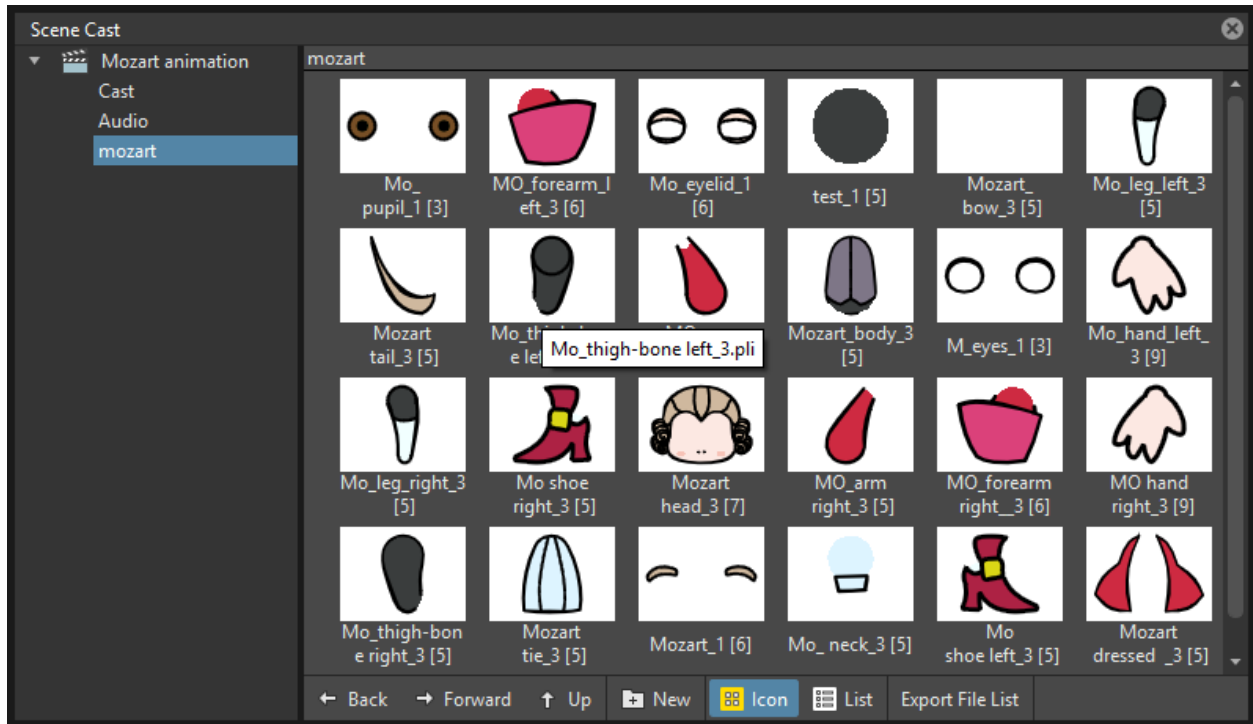 Scene Cast
Mozart animation
Cast
Audio
mozart
mozart
Mo_
pupil_1 [3]
MO_forearm_l
eft_3 [6]
Mo_eyelid_1
[6]
test_1 [5]
Mozart_
bow_3 [5]
Mo_leg_left_3
[5]
Mozart
tail_3 [5]
Mo_thigh-bon
e left_3
Mo_thigh-bone left_3.pli
Mozart_body_3
[5]
M_eyes_1 [3]
Mo_hand_left_
3 [9]
Mo_leg_right_3
[5]
Mo shoe
right_3 [5]
Mozart
head_3 [7]
MO_arm
right_3 [5]
MO_forearm
right__3 [6]
MO hand
right_3 [9]
Mo_thigh-bon
e right_3 [5]
Mozart
tie_3 [5]
Mozart_1 [6]
Mo_ neck_3 [5]
Mo
shoe left_3 [5]
Mozart
dressed _3 [5]
Back
Forward
Up
New
Icon
List
Export File List